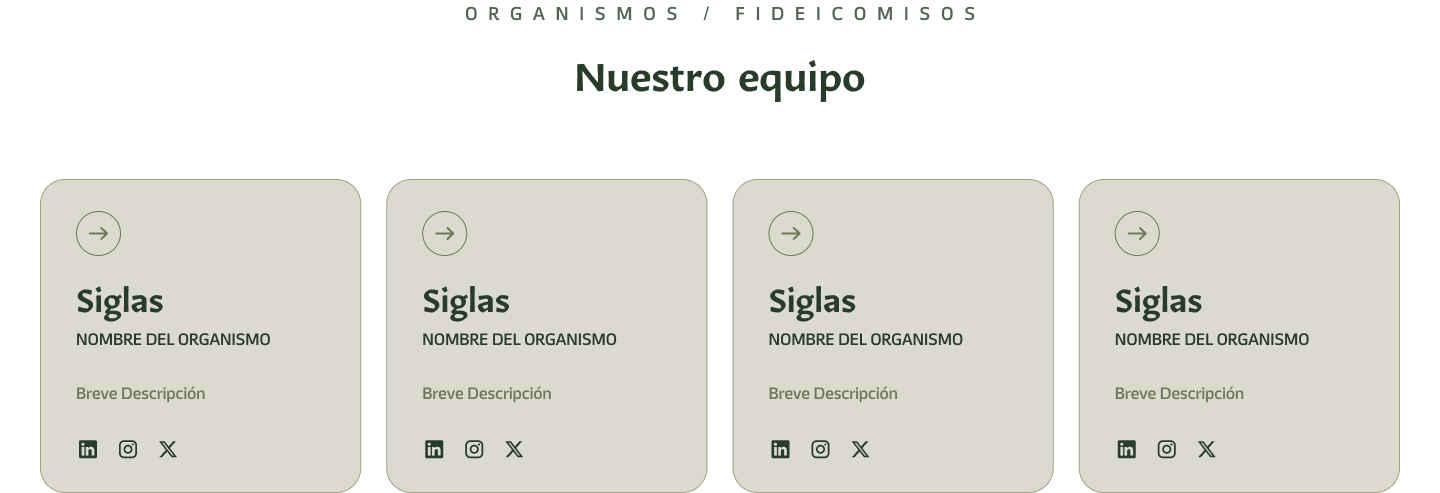 ORGANISMOS / FIDEICOMISOS
Nuestro equipo
Siglas
NOMBRE DEL ORGANISMO
Breve Descripción
Siglas
NOMBRE DEL ORGANISMO
Breve Descripción
Siglas
NOMBRE DEL ORGANISMO
Breve Descripción
Siglas
NOMBRE DEL ORGANISMO
Breve Descripción